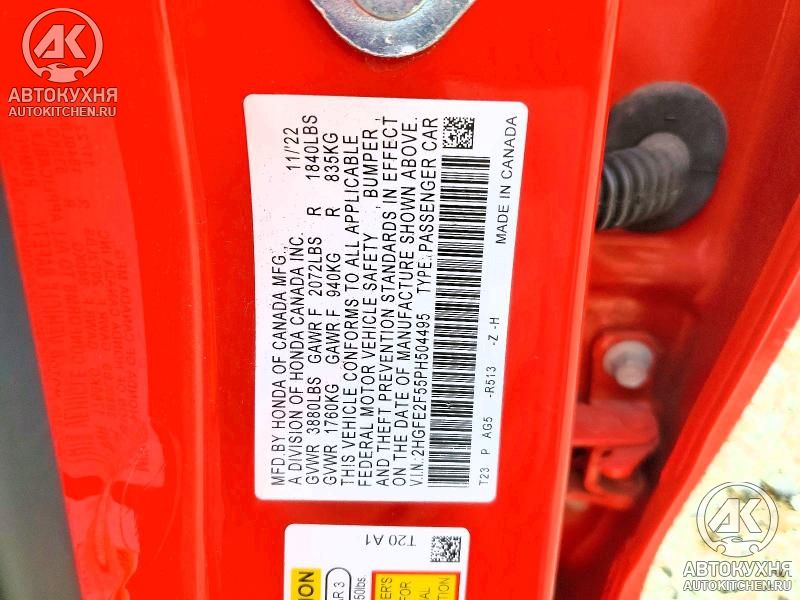 АВТОКУХНЯ
AUTOKITCHEN.RU
MFD.BY HONDA OF CANADA MFG., 11/'22
A DIVISION OF HONDA CANADA INC.
GVWR 3880LBS GAWR F 2072LBS R 1840LBS
GVWR 1760KG GAWR F 940KG R 835KG
THIS VEHICLE CONFORMS TO ALL APPLICABLE
FEDERAL MOTOR VEHICLE SAFETY, BUMPER,
AND THEFT PREVENTION STANDARDS IN EFFECT
ON THE DATE OF MANUFACTURE SHOWN ABOVE.
V.I.N.:2HGFE2F55PH504495 TYPE:PASSENGER CAR
T23 P AG5 -R513 -Z -H
MADE IN CANADA
T20 A1
АВТОКУХНЯ
AUTOKITCHEN.RU